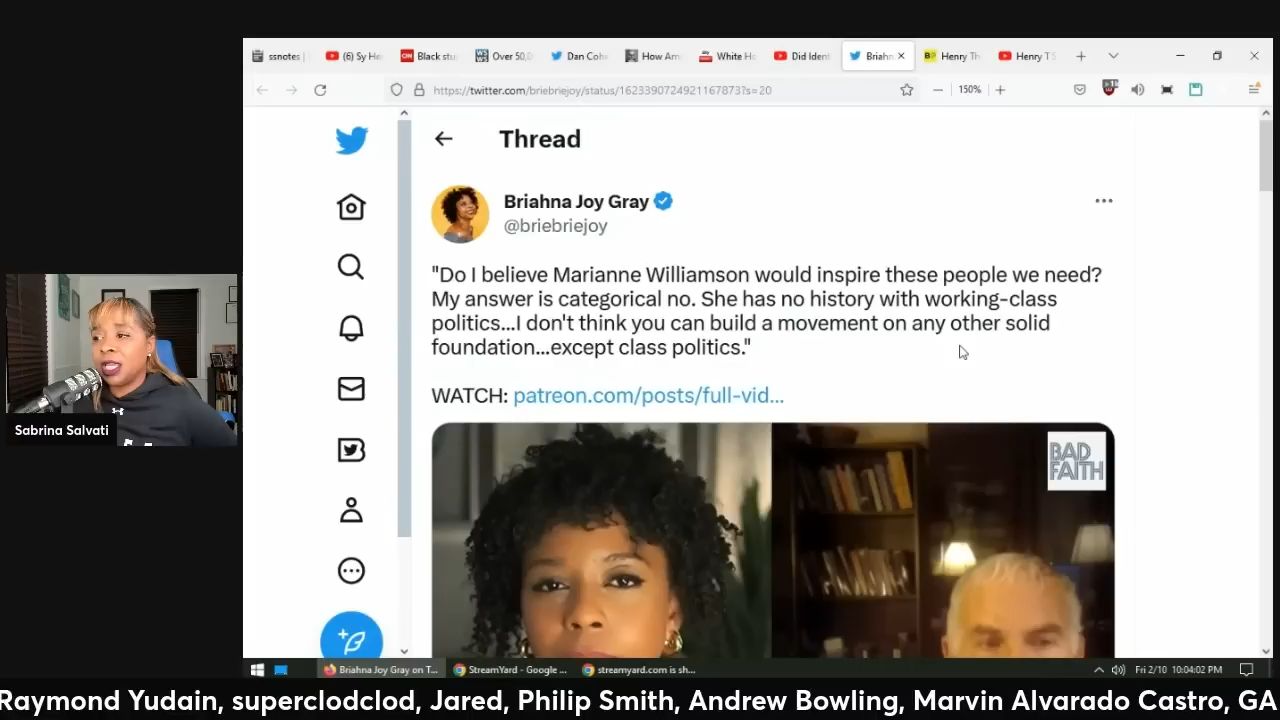 ssnotes |
(6) Sy He
Black stu
Over 50,8
Dan Coh
How Am
White Ho
Did Ident
Briahn
Henry Th
Henry T S
https://twitter.com/briebriejoy/status/1623390724921167873?s=20
150%
Thread
Briahna Joy Gray
@briebriejoy
"Do I believe Marianne Williamson would inspire these people we need?
My answer is categorical no. She has no history with working-class
politics...I don't think you can build a movement on any other solid
foundation...except class politics."
WATCH: patreon.com/posts/full-vid...
BAD
FAITH
Sabrina Salvati
Briahna Joy Gray on T...
StreamYard - Google ...
streamyard.com is sh...
Fri 2/10
10:04:02 PM
Raymond Yudain, superclodclod, Jared, Philip Smith, Andrew Bowling, Marvin Alvarado Castro, GA